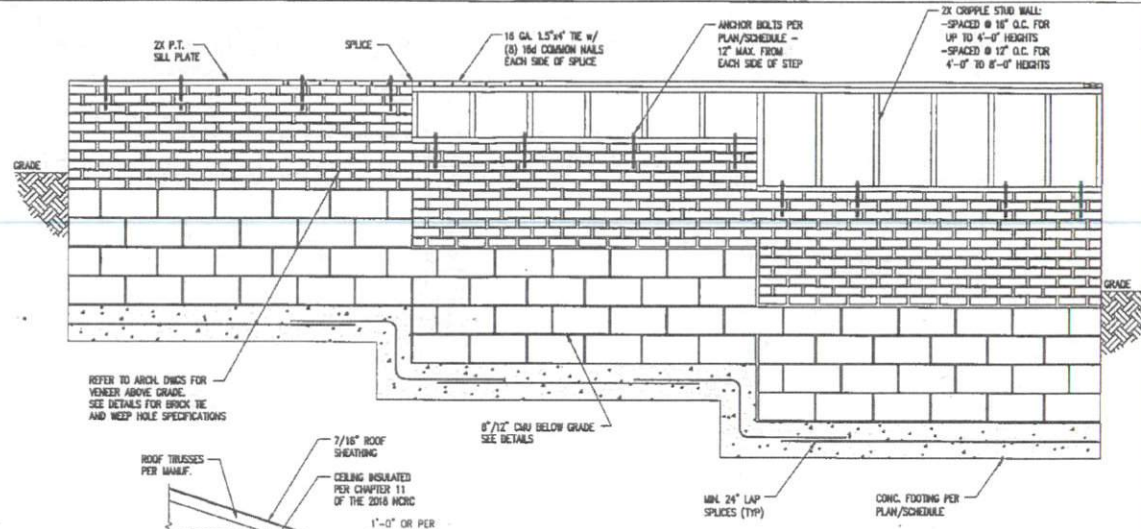 2X P.T.
SILL PLATE
SPLICE
16 GA. 1.5"x4' TIE w/
(8) 16d COMMON NAILS
EACH SIDE OF SPLICE
ANCHOR BOLTS PER
PLAN/SCHEDULE -
12" MAX. FROM
EACH SIDE OF STEP
2X CRIPPLE STUD WALL:
-SPACED @ 16" O.C. FOR
UP TO 4'-0" HEIGHTS
-SPACED @ 12" O.C. FOR
4'-0" TO 8'-0" HEIGHTS
GRADE
GRADE
REFER TO ARCH. DWGS FOR
VENEER ABOVE GRADE.
SEE DETAILS FOR BRICK TIE
AND WEEP HOLE SPECIFICATIONS
8"/12" CMU BELOW GRADE
SEE DETAILS
MIN. 24" LAP
SPLICES (TYP)
CONC. FOOTING PER
PLAN/SCHEDULE
ROOF TRUSSES
PER MANUF.
7/16" ROOF
SHEATHING
CEILING INSULATED
PER CHAPTER 11
OF THE 2018 NCRC
1'-0" OR PER